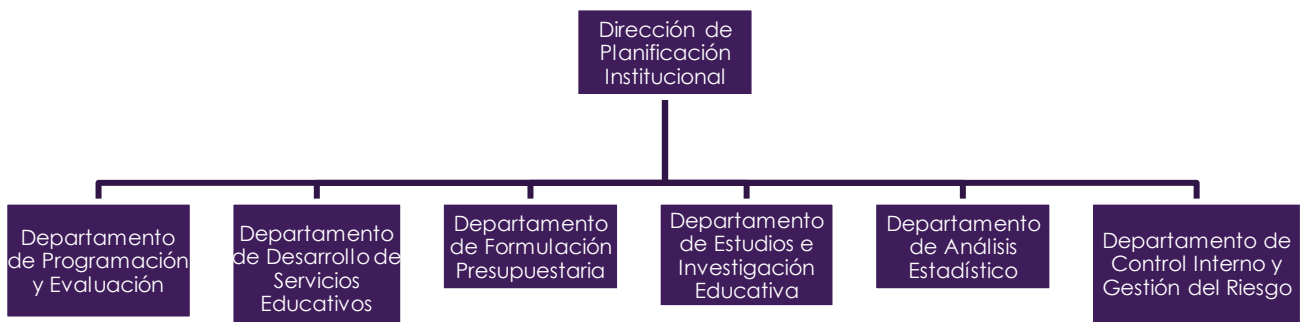 Dirección de
Planificación
Institucional
Departamento
de Programación
y Evaluación
Departamento
de Desarrollo de
Servicios
Educativos
Departamento
de Formulación
Presupuestaria
Departamento
de Estudios e
Investigación
Educativa
Departamento
de Análisis
Estadístico
Departamento de
Control Interno y
Gestión del Riesgo